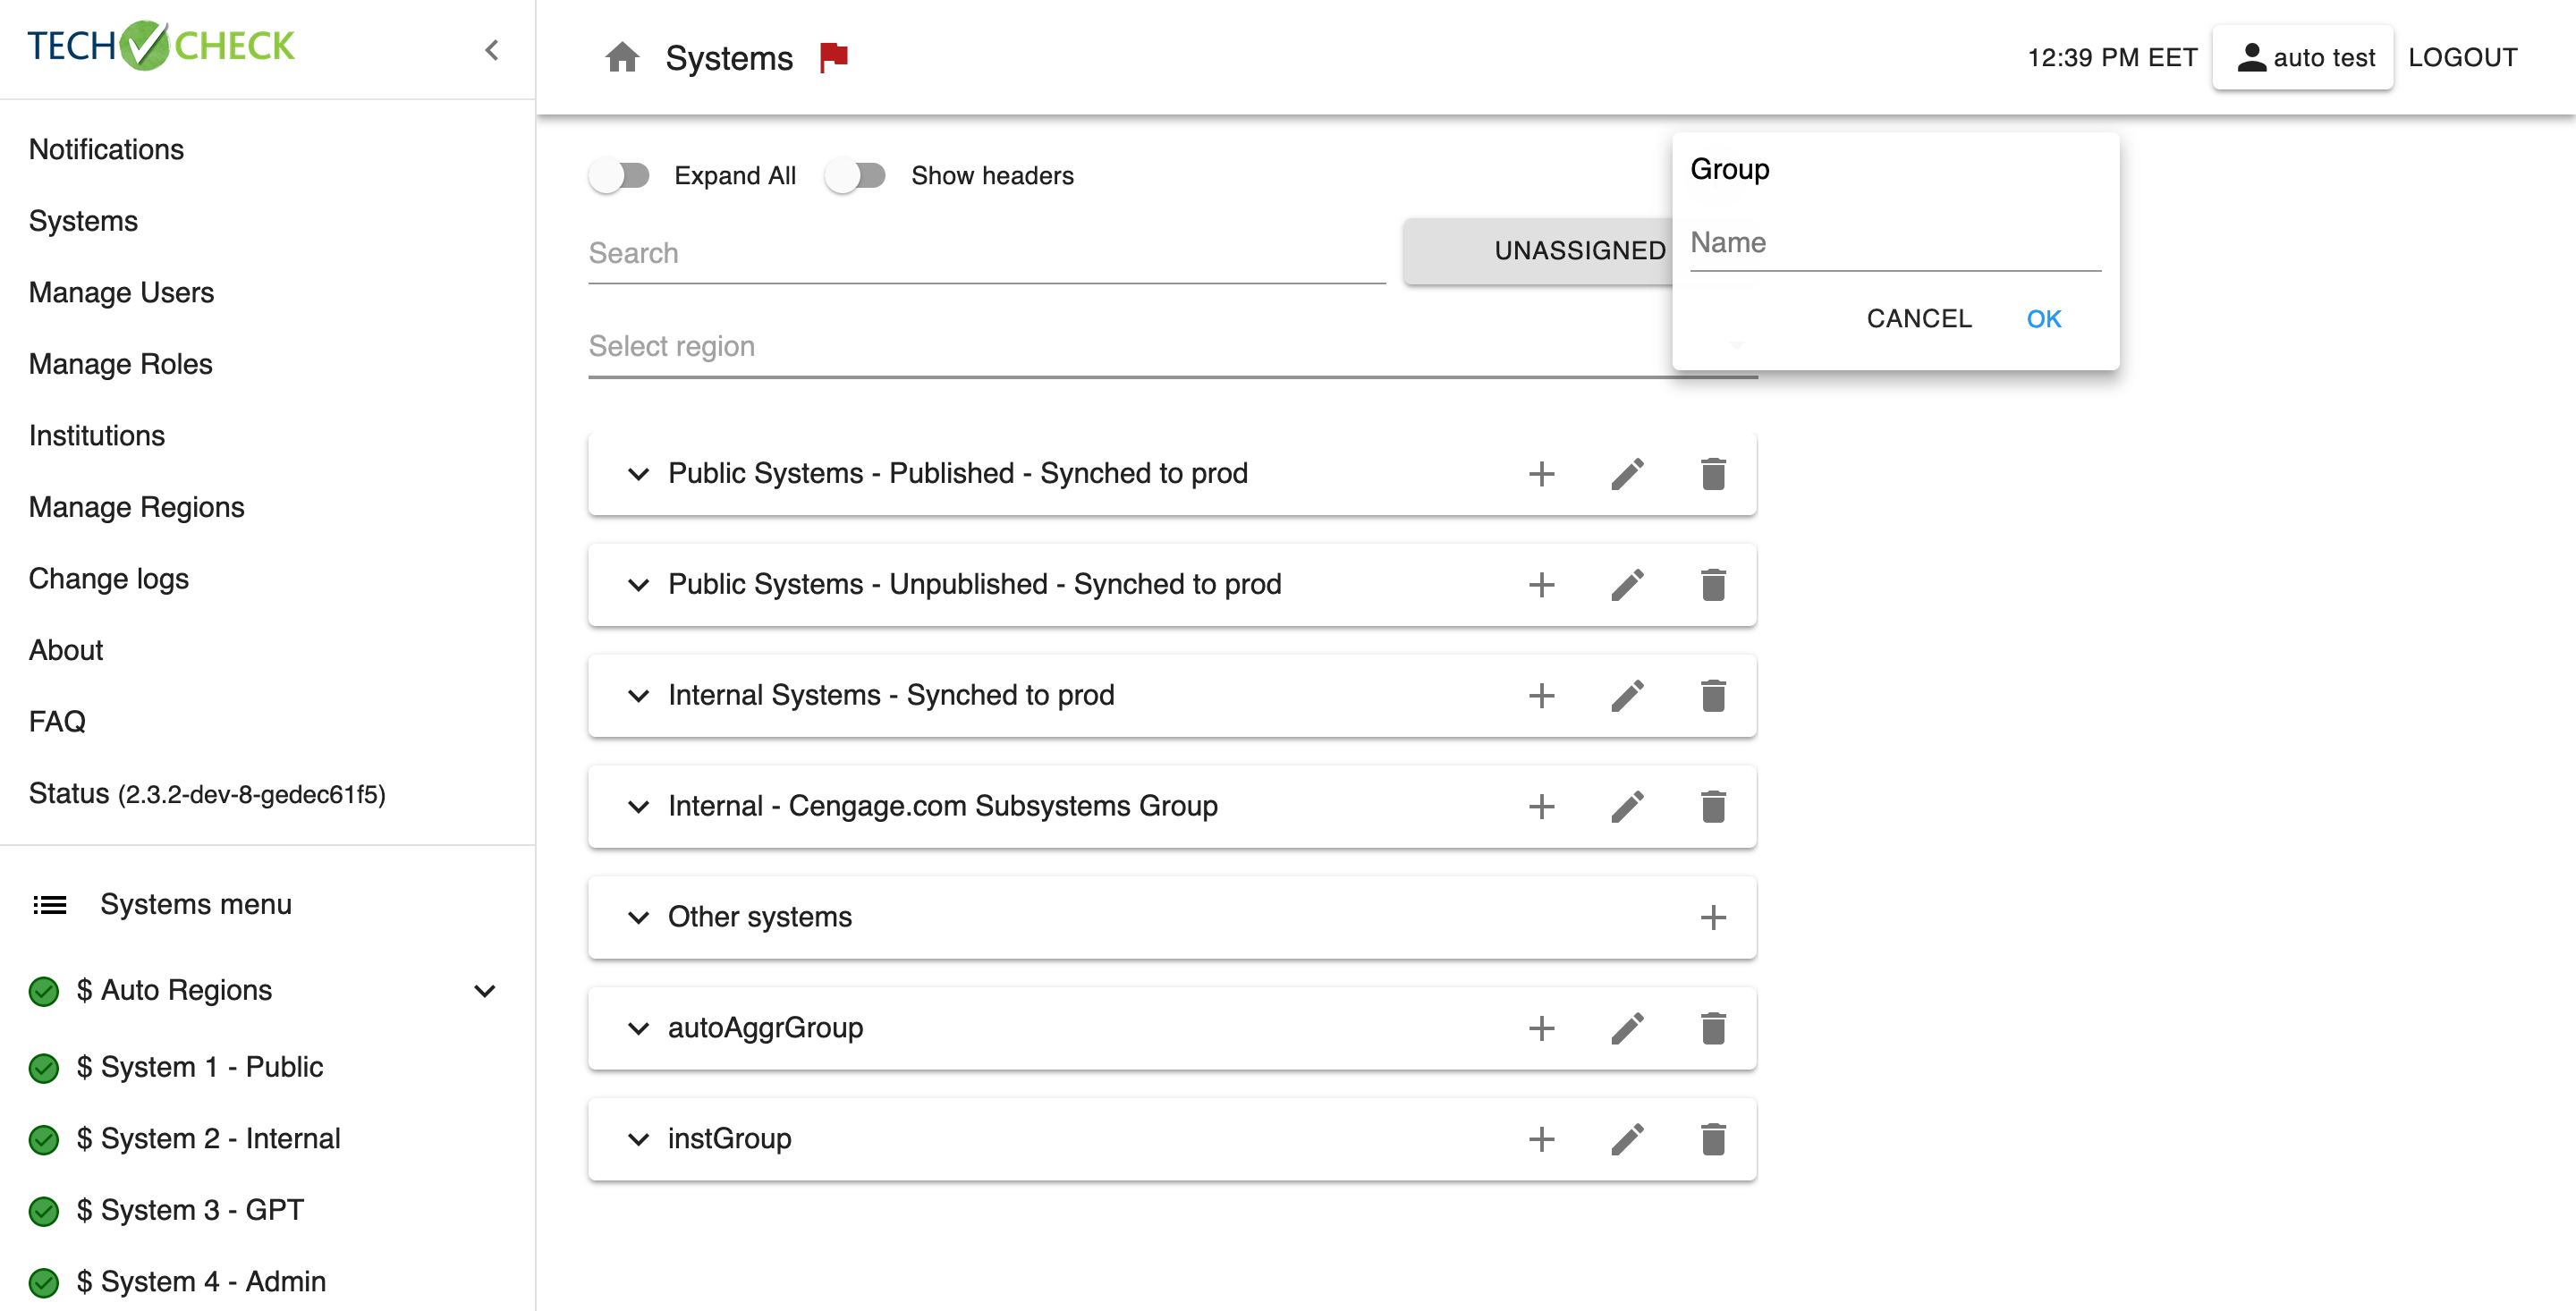 TECH CHECK
Notifications
Systems
Manage Users
Manage Roles
Institutions
Manage Regions
Change logs
About
FAQ
Status (2.3.2-dev-8-gedec61f5)
Systems menu
$ Auto Regions
$ System 1 - Public
$ System 2 - Internal
$ System 3 - GPT
$ System 4 - Admin
Systems
12:39 PM EET
auto test
LOGOUT
Expand All
Show headers
Search
UNASSIGNED
Select region
Group
Name
CANCEL
OK
Public Systems - Published - Synched to prod
Public Systems - Unpublished - Synched to prod
Internal Systems - Synched to prod
Internal - Cengage.com Subsystems Group
Other systems
autoAggrGroup
instGroup